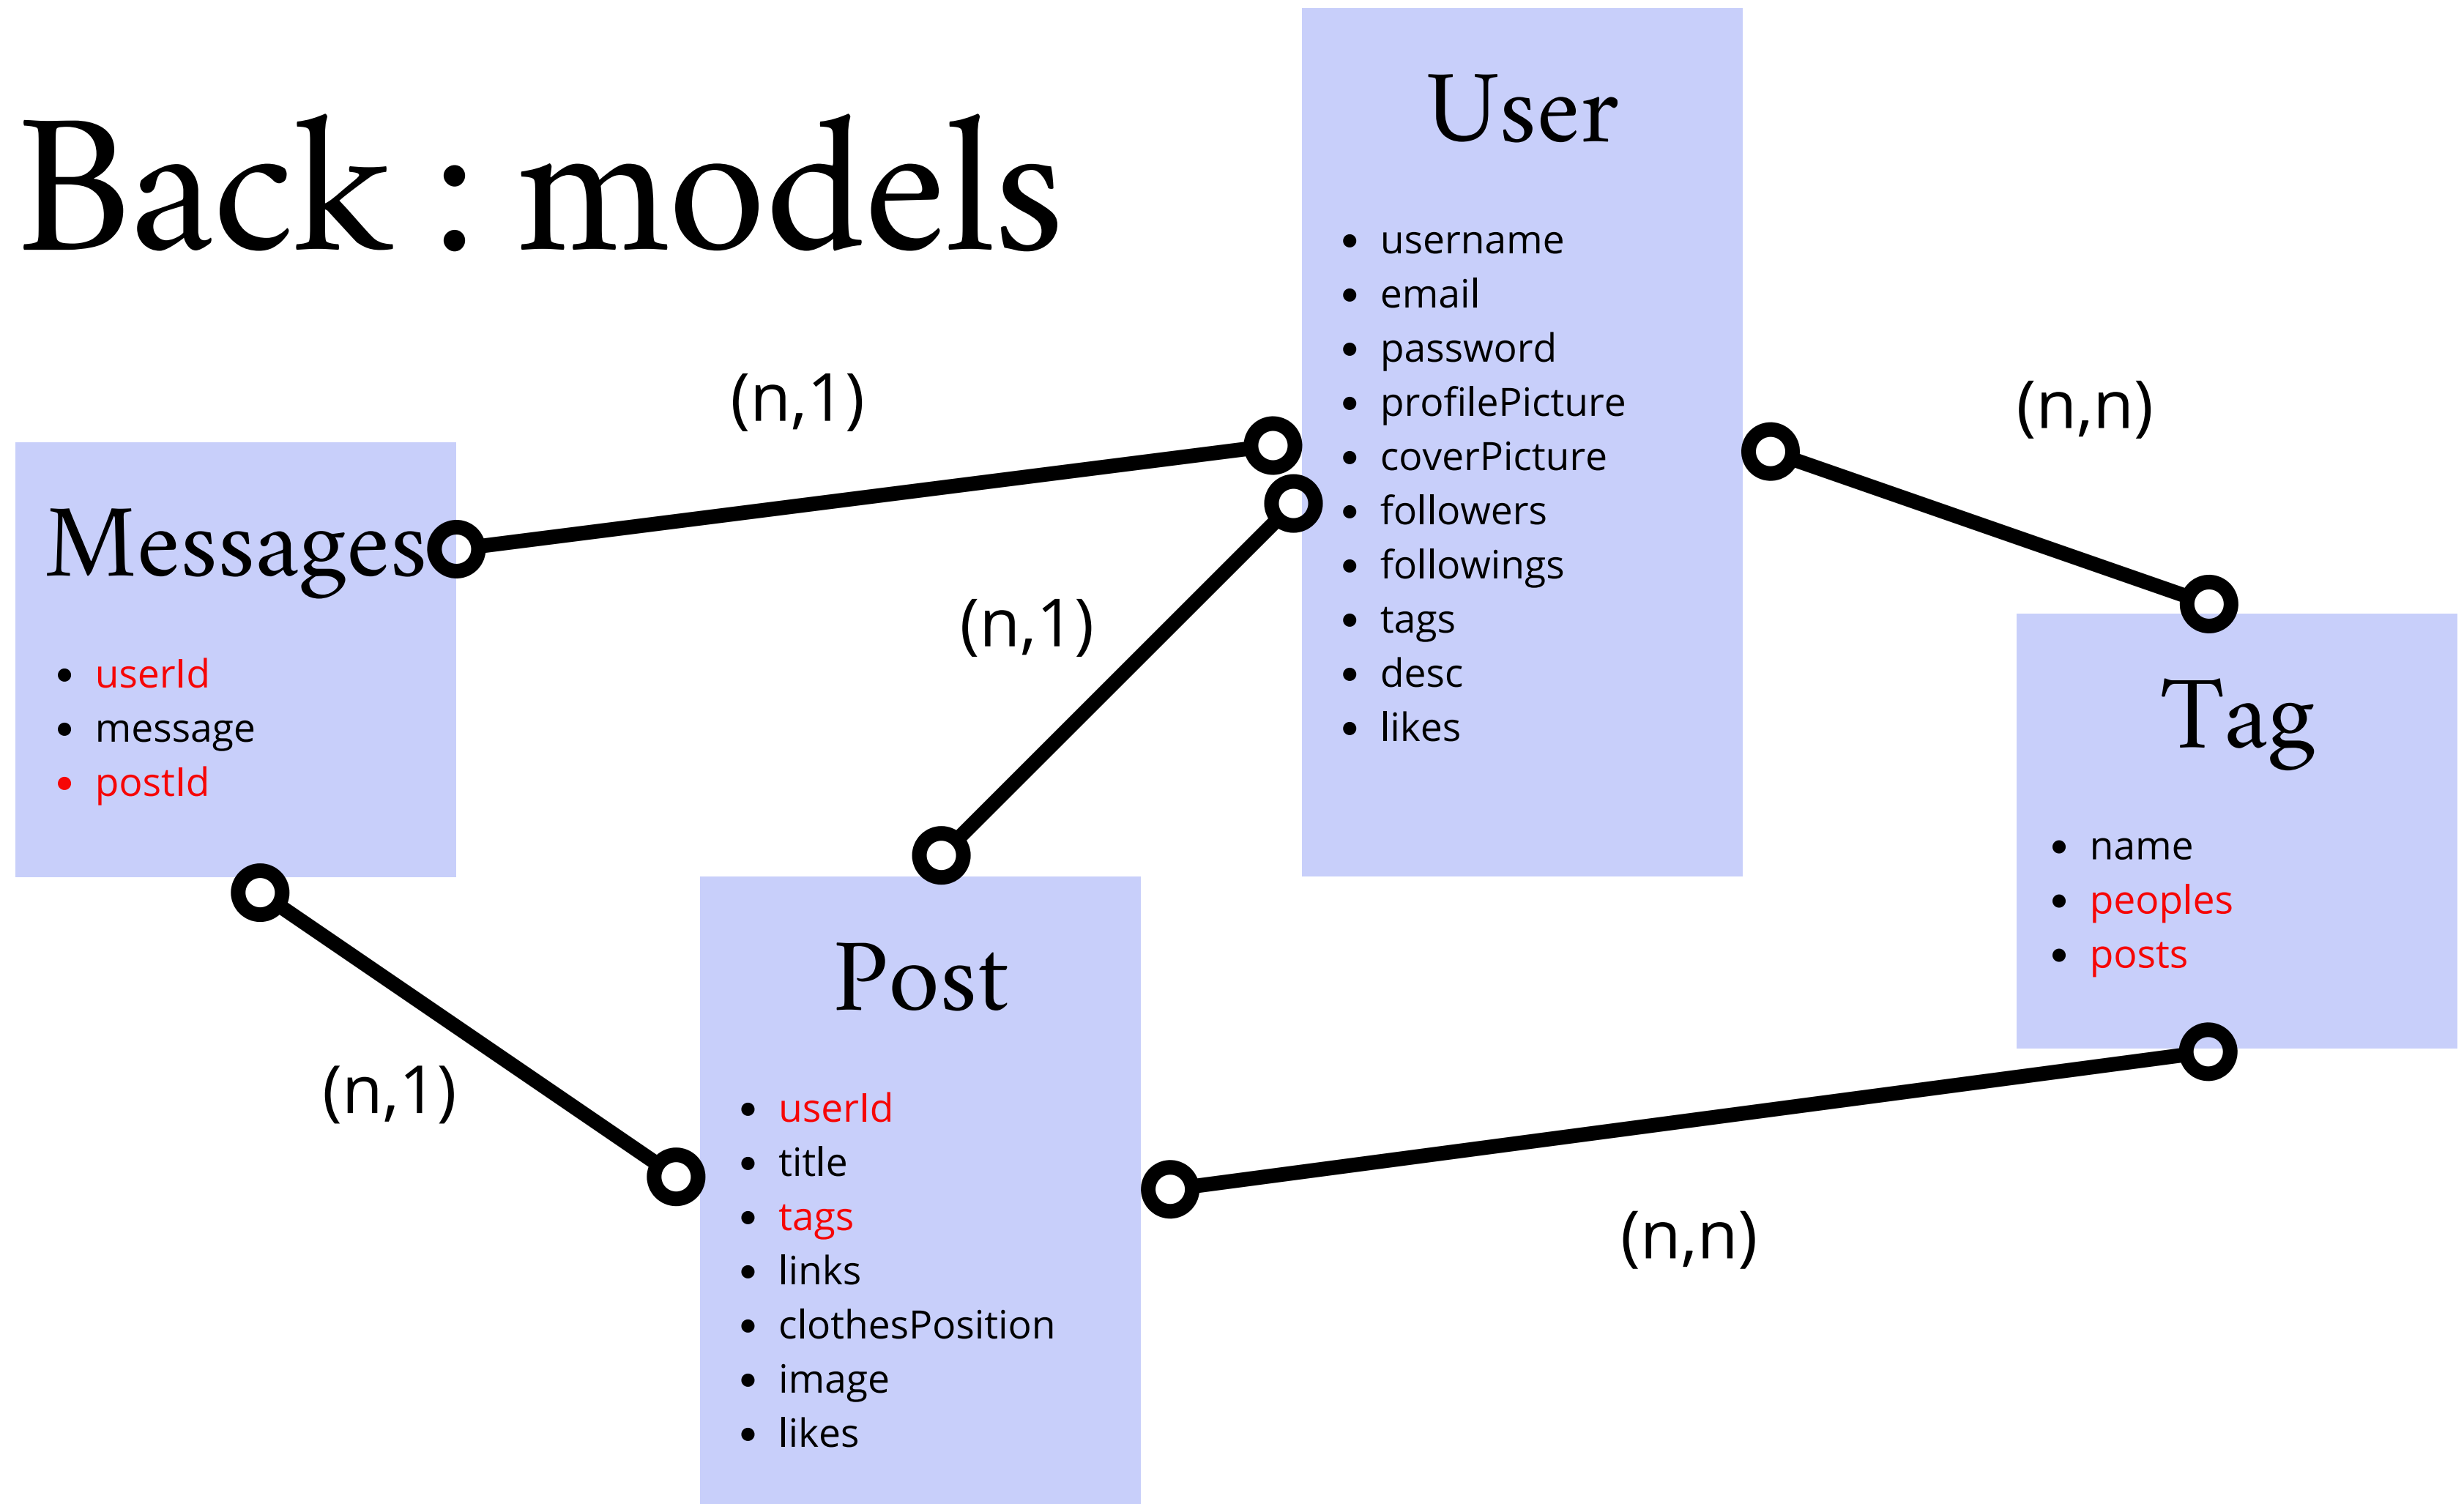 Back : models
User
username
email
password
profilePicture
coverPicture
followers
followings
tags
desc
likes
(n,1)
(n,n)
(n,1)
Messages
userId
message
postId
Tag
name
peoples
posts
(n,1)
Post
userId
title
tags
links
clothesPosition
image
likes
(n,n)